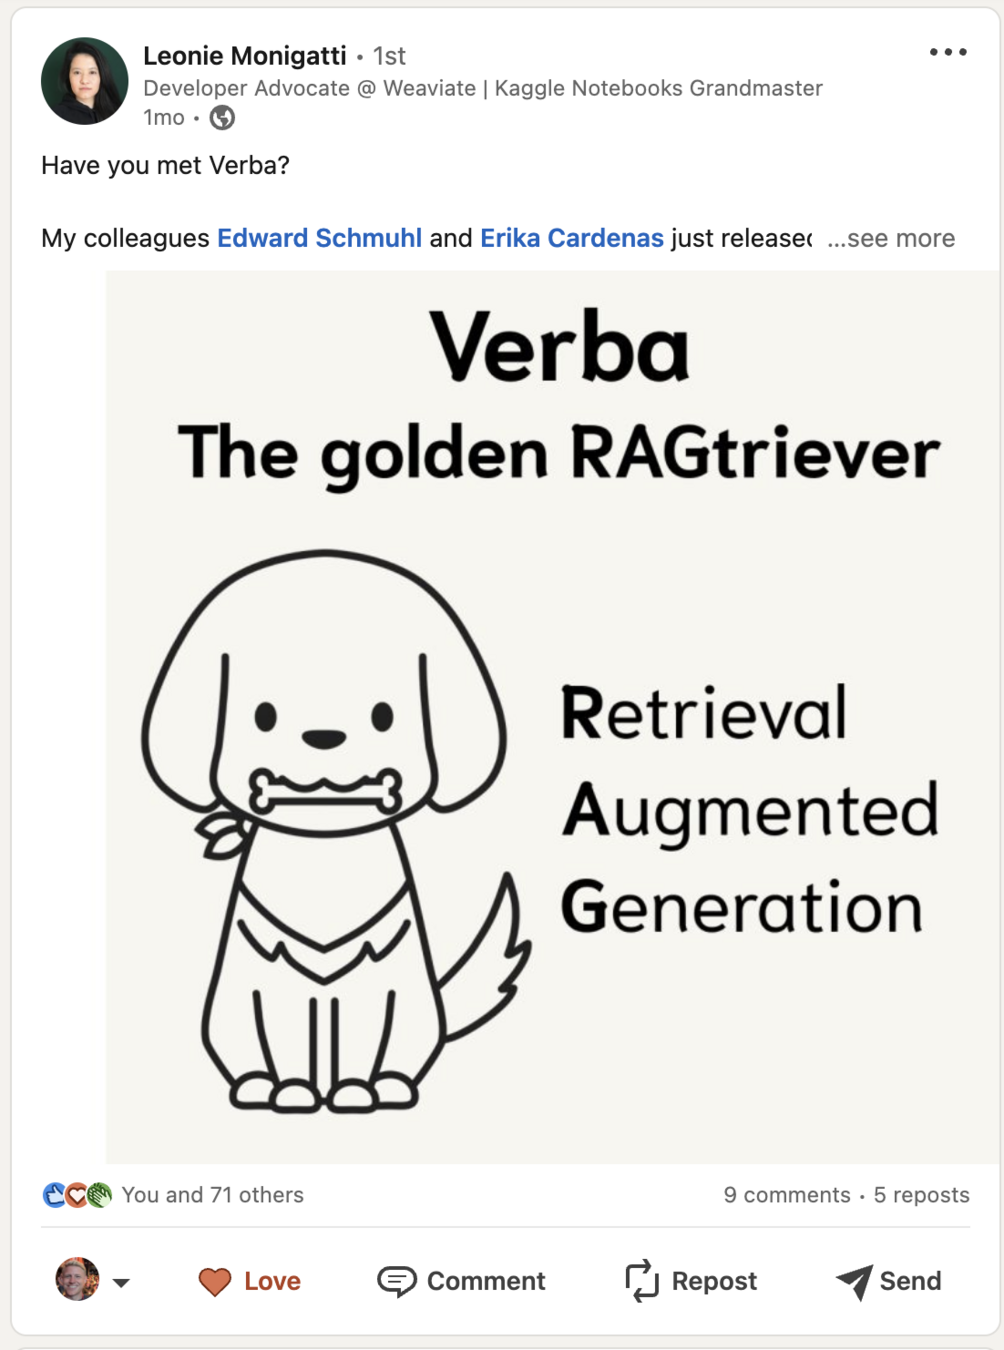 Leonie Monigatti • 1st
Developer Advocate @ Weaviate | Kaggle Notebooks Grandmaster
1mo •
Have you met Verba?
My colleagues Edward Schmuhl and Erika Cardenas just released ...see more
Verba
The golden RAGtriever
Retrieval
Augmented
Generation
You and 71 others
9 comments • 5 reposts
Love
Comment
Repost
Send